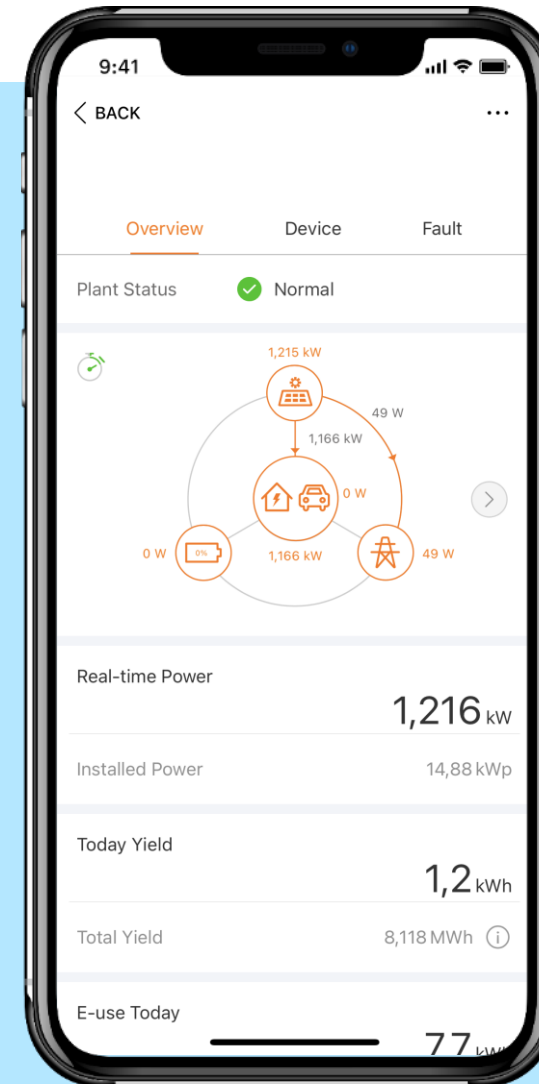 9:41
BACK
...
Overview Device Fault
Plant Status Normal
1,215 kW
49 W
1,166 kW
0 W
0 W 0% 1,166 kW 49 W
Real-time Power
1,216 kW
Installed Power 14,88 kWp
Today Yield
1,2 kWh
Total Yield 8,118 MWh i
E-use Today